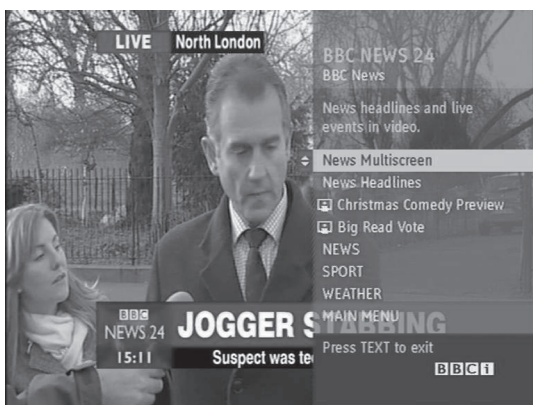 LIVE North London
BBC NEWS 24
BBC News
News headlines and live
events in video.
News Multiscreen
News Headlines
Christmas Comedy Preview
Big Read Vote
NEWS
SPORT
WEATHER
MAIN MENU
Press TEXT to exit
BBCi
BBC
NEWS 24
15:11
JOGGER STABBING
Suspect was